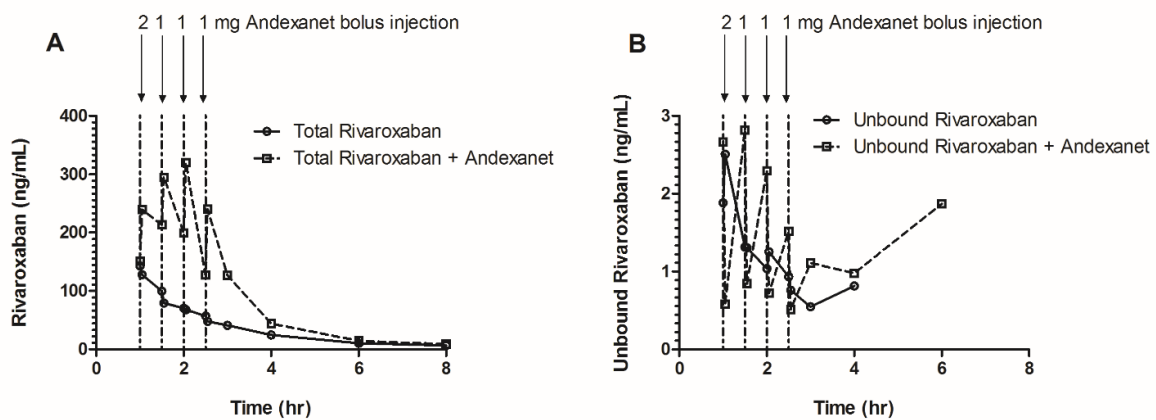 2 1 1 1 mg Andexanet bolus injection
A
400
300
200
100
0
Rivaroxaban (ng/mL)
Total Rivaroxaban
Total Rivaroxaban + Andexanet
0 2 4 6 8
Time (hr)
2 1 1 1 mg Andexanet bolus injection
B
3
2
1
0
Unbound Rivaroxaban (ng/mL)
Unbound Rivaroxaban
Unbound Rivaroxaban + Andexanet
0 2 4 6 8
Time (hr)